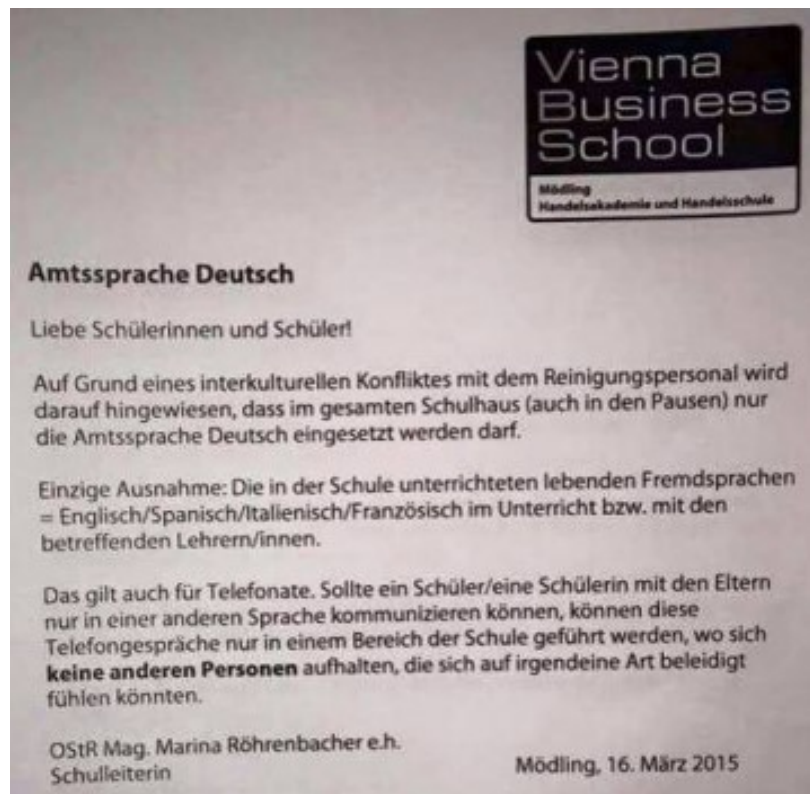 Vienna
Business
School
Mödling
Handelsakademie und Handelsschule
Amtssprache Deutsch
Liebe Schülerinnen und Schüler!
Auf Grund eines interkulturellen Konfliktes mit dem Reinigungspersonal wird
darauf hingewiesen, dass im gesamten Schulhaus (auch in den Pausen) nur
die Amtssprache Deutsch eingesetzt werden darf.
Einzige Ausnahme: Die in der Schule unterrichteten lebenden Fremdsprachen
= Englisch/Spanisch/Italienisch/Französisch im Unterricht bzw. mit den
betreffenden Lehrern/innen.
Das gilt auch für Telefonate. Sollte ein Schüler/eine Schülerin mit den Eltern
nur in einer anderen Sprache kommunizieren können, können diese
Telefongespräche nur in einem Bereich der Schule geführt werden, wo sich
keine anderen Personen aufhalten, die sich auf irgendeine Art beleidigt
fühlen könnten.
OStR Mag. Marina Röhrenbacher e.h.
Schulleiterin
Mödling, 16. März 2015